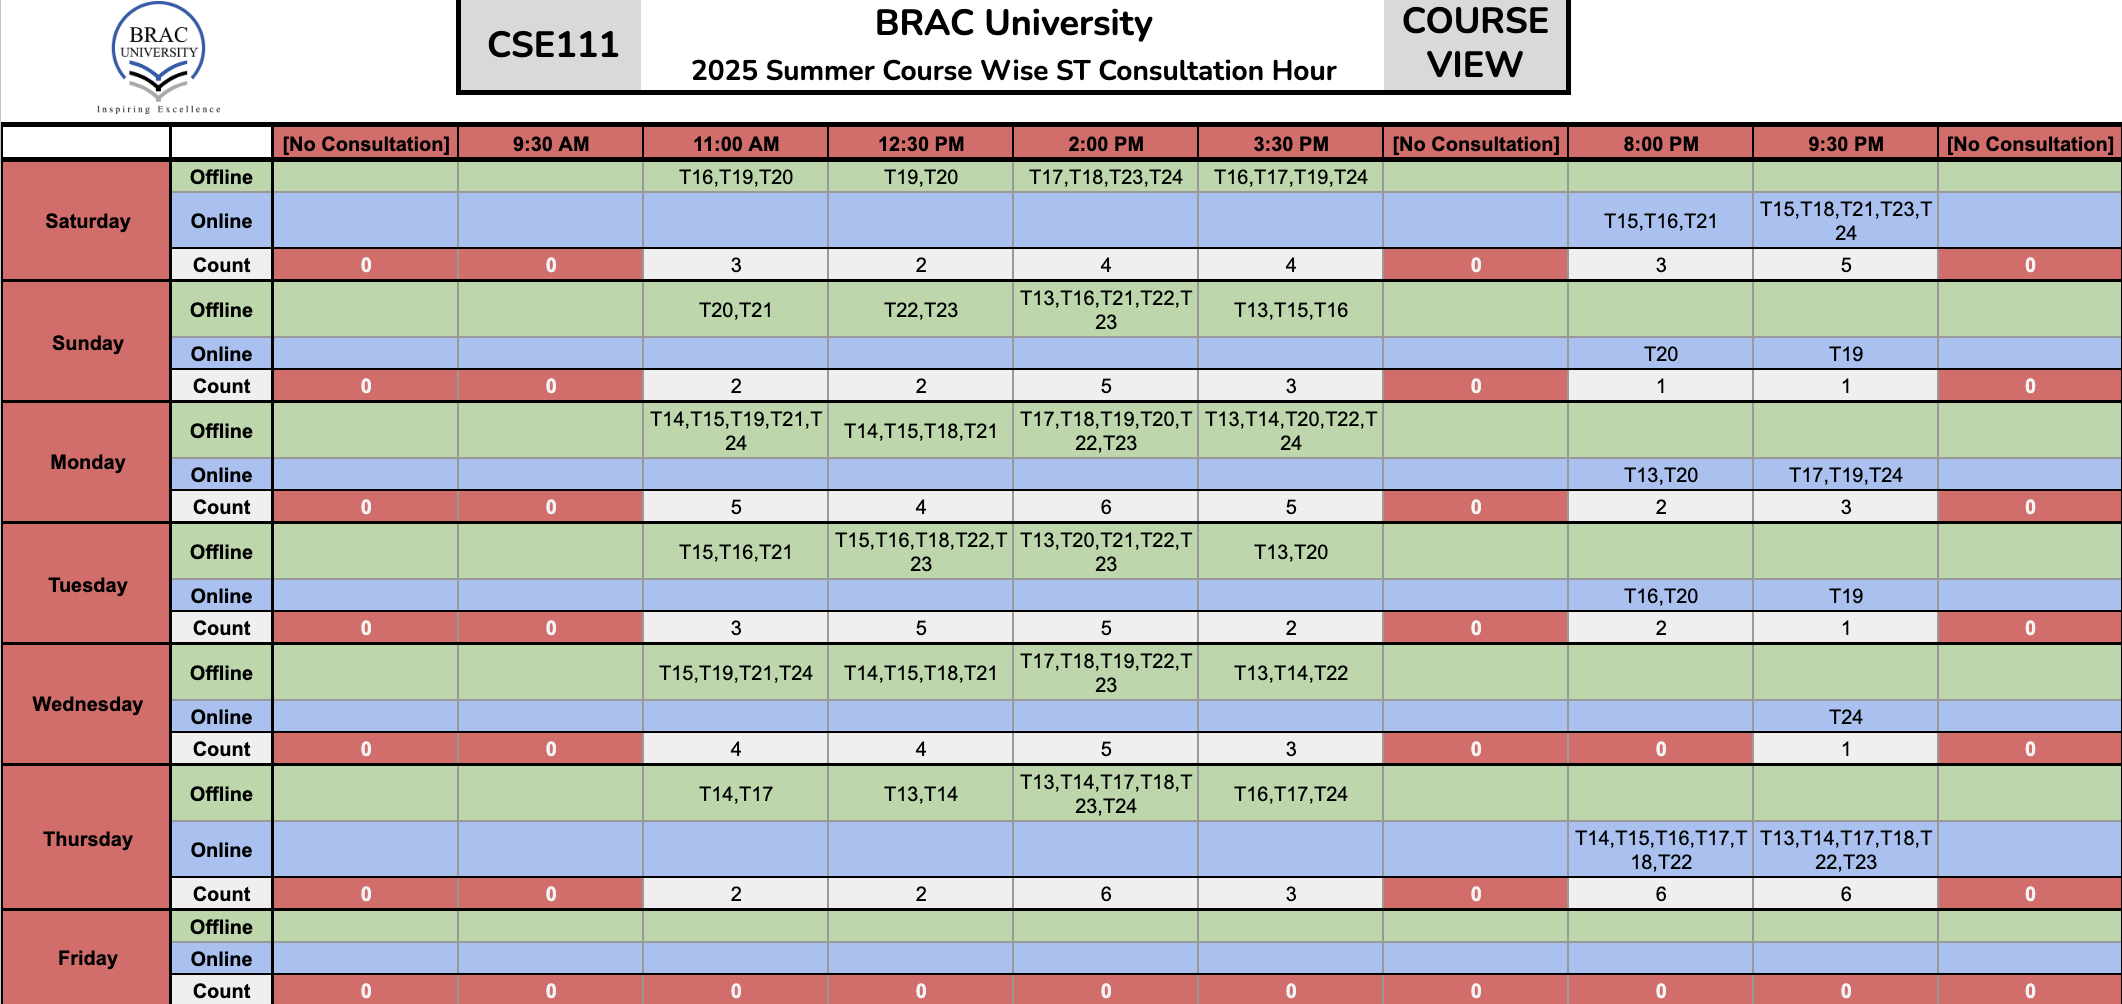 BRAC
UNIVERSITY
Inspiring Excellence
CSE111
BRAC University
2025 Summer Course Wise ST Consultation Hour
COURSE
VIEW
[No Consultation] 9:30 AM 11:00 AM 12:30 PM 2:00 PM 3:30 PM [No Consultation] 8:00 PM 9:30 PM [No Consultation]
Saturday
Offline T16,T19,T20 T19,T20 T17,T18,T23,T24 T16,T17,T19,T24
Online T15,T16,T21 T15,T18,T21,T23,T
24
Count 0 0 3 2 4 4 0 3 5 0
Sunday
Offline T20,T21 T22,T23 T13,T16,T21,T22,T T13,T15,T16
23
Online T20 T19
Count 0 0 2 2 5 3 0 1 1 0
Monday
Offline T14,T15,T19,T21,T T14,T15,T18,T21 T17,T18,T19,T20,T T13,T14,T20,T22,T
24 22,T23 24
Online T13,T20 T17,T19,T24
Count 0 0 5 4 6 5 0 2 3 0
Tuesday
Offline T15,T16,T21 T15,T16,T18,T22,T T13,T20,T21,T22,T T13,T20
23 23
Online T16,T20 T19
Count 0 0 3 5 5 2 0 2 1 0
Wednesday
Offline T15,T19,T21,T24 T14,T15,T18,T21 T17,T18,T19,T22,T T13,T14,T22
23
Online T24
Count 0 0 4 4 5 3 0 0 1 0
Thursday
Offline T14,T17 T13,T14 T13,T14,T17,T18,T T16,T17,T24
23,T24
Online T14,T15,T16,T17,T T13,T14,T17,T18,T
18,T22 22,T23
Count 0 0 2 2 6 3 0 6 6 0
Friday
Offline
Online
Count 0 0 0 0 0 0 0 0 0 0